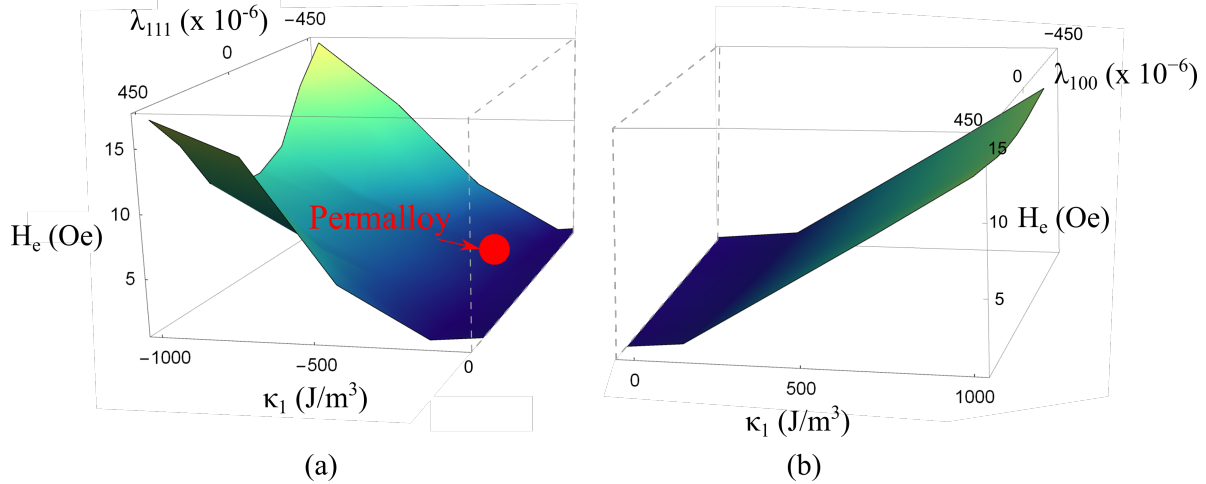 λ₁₁₁ (x 10⁻⁶)
−450
0
450
15
10
5
Hₑ (Oe)
Permalloy
−1000
−500
0
κ₁ (J/m³)
(a)
−450
0
λ₁₀₀ (x 10⁻⁶)
450
15
10
Hₑ (Oe)
5
0
500
1000
κ₁ (J/m³)
(b)